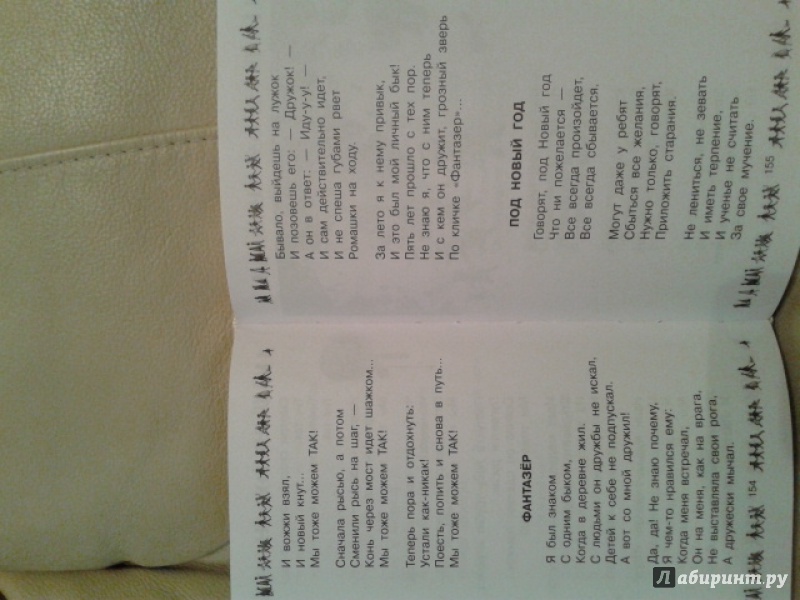 И вожжи взял,
И новый кнут...
Мы тоже можем ТАК!
Сначала рысью, а потом
Сменили рысь на шаг, —
Конь через мост идет шажком...
Мы тоже можем ТАК!
Теперь пора и отдохнуть:
Устали как-никак!
Поесть, попить и снова в путь...
Мы тоже можем ТАК!
ФАНТАЗЁР
Я был знаком
С одним быком,
Когда в деревне жил.
С людьми он дружбы не искал,
Детей к себе не подпускал.
А вот со мной дружил!
Да, да! Не знаю почему,
Я чем-то нравился ему:
Когда меня встречал,
Он на меня, как на врага,
Не выставляла свои рога,
А дружески мычал.
154
Бывало, выйдешь на лужок
И позовешь его: — Дружок! —
А он в ответ: — Иду-у-у! —
И сам действительно идет,
И не спеша губами рвет
Ромашки на ходу.
За лето я к нему привык,
И это был мой личный бык!
Пять лет прошло с тех пор.
Не знаю я, что с ним теперь
И с кем он дружит, грозный зверь
По кличке «Фантазер»...
ПОД НОВЫЙ ГОД
Говорят, под Новый год
Что ни пожелается —
Все всегда произойдет,
Все всегда сбывается.
Могут даже у ребят
Сбыться все желания,
Нужно только, говорят,
Приложить старания.
Не лениться, не зевать
И иметь терпение,
И ученье не считать
За свое мучение.
155
Лабиринт.ру